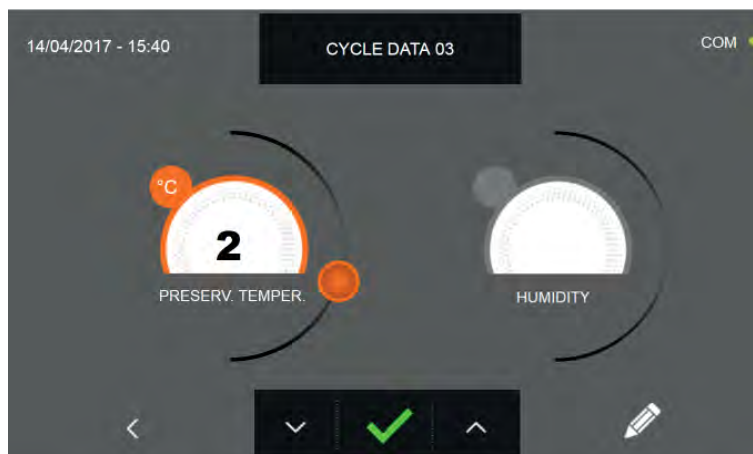 14/04/2017 - 15:40
CYCLE DATA 03
COM
°C
2
PRESERV. TEMPER.
HUMIDITY